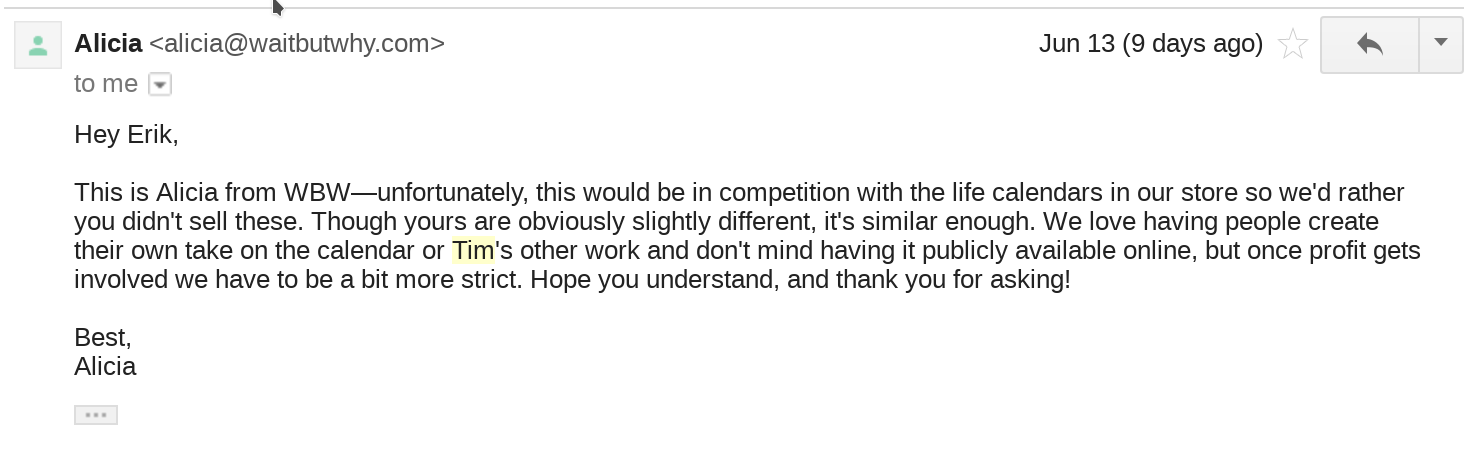 Alicia <alicia@waitbutwhy.com> Jun 13 (9 days ago)
to me
Hey Erik,
This is Alicia from WBW—unfortunately, this would be in competition with the life calendars in our store so we'd rather
you didn't sell these. Though yours are obviously slightly different, it's similar enough. We love having people create
their own take on the calendar or Tim's other work and don't mind having it publicly available online, but once profit gets
involved we have to be a bit more strict. Hope you understand, and thank you for asking!
Best,
Alicia